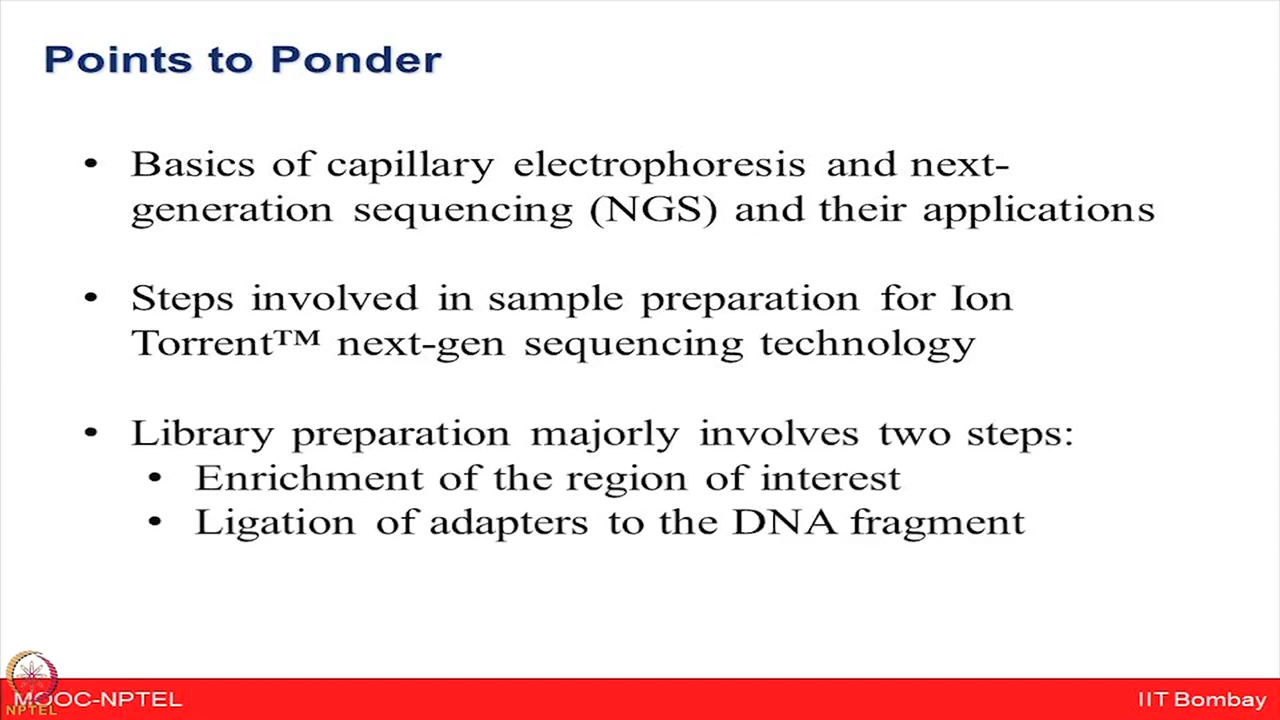 Points to Ponder
• Basics of capillary electrophoresis and next-
generation sequencing (NGS) and their applications
• Steps involved in sample preparation for Ion
Torrent™ next-gen sequencing technology
• Library preparation majorly involves two steps:
• Enrichment of the region of interest
• Ligation of adapters to the DNA fragment
MOOC-NPTEL
NPTEL
IIT Bombay